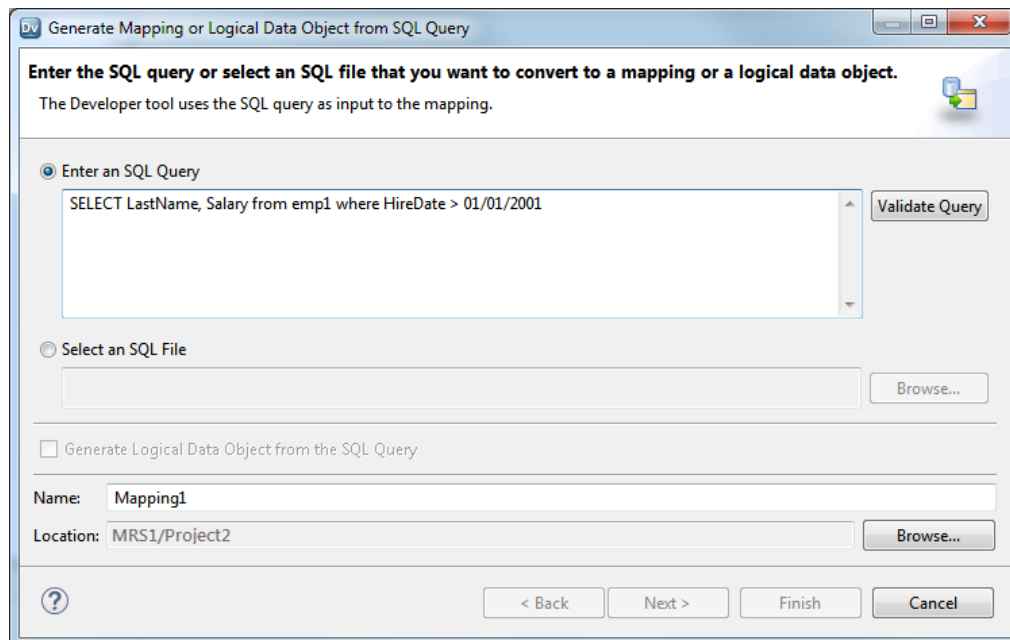 Dv Generate Mapping or Logical Data Object from SQL Query
Enter the SQL query or select an SQL file that you want to convert to a mapping or a logical data object.
The Developer tool uses the SQL query as input to the mapping.
Enter an SQL Query
SELECT LastName, Salary from emp1 where HireDate > 01/01/2001
Validate Query
Select an SQL File
Browse...
Generate Logical Data Object from the SQL Query
Name: Mapping1
Location: MRS1/Project2 Browse...
? < Back Next > Finish Cancel